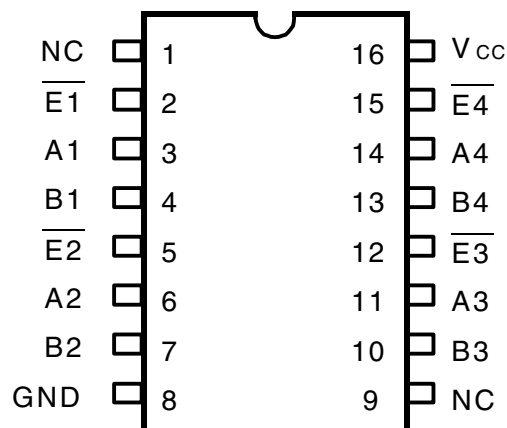 NC 1 16 Vcc
E1 2 15 E4
A1 3 14 A4
B1 4 13 B4
E2 5 12 E3
A2 6 11 A3
B2 7 10 B3
GND 8 9 NC